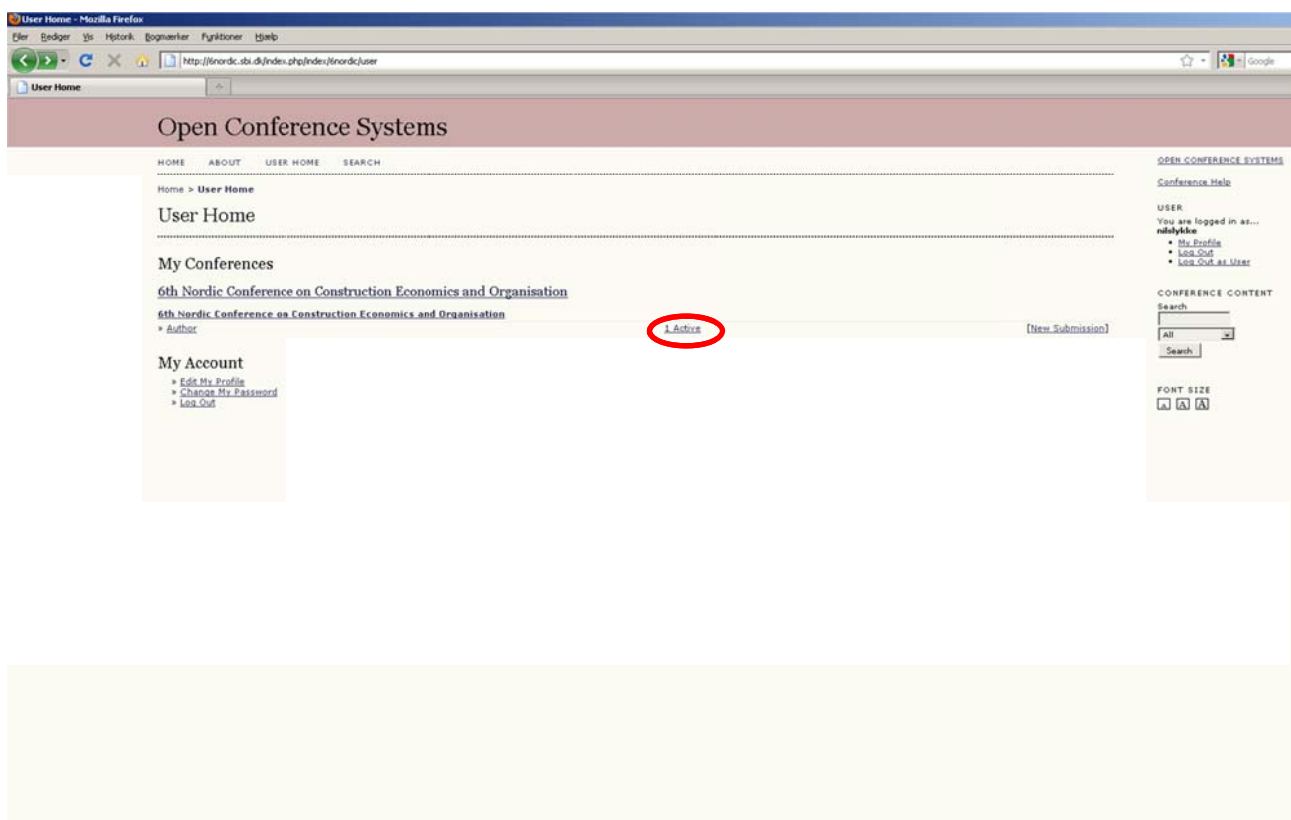 User Home - Mozilla Firefox
Filer Rediger Vis Historik Bogmærker Funktioner Hjælp
http://6nordic.sbi.dk/index.php/index/6nordic/user
Google
User Home
Open Conference Systems
HOME ABOUT USER HOME SEARCH
Home > User Home
User Home
My Conferences
6th Nordic Conference on Construction Economics and Organisation
6th Nordic Conference on Construction Economics and Organisation
» Author 1 Active [New Submission]
My Account
» Edit My Profile
» Change My Password
» Log Out
OPEN CONFERENCE SYSTEMS
Conference Help
USER
You are logged in as...
nilslykke
• My Profile
• Log Out
• Log Out as User
CONFERENCE CONTENT
Search
All
Search
FONT SIZE
A A A